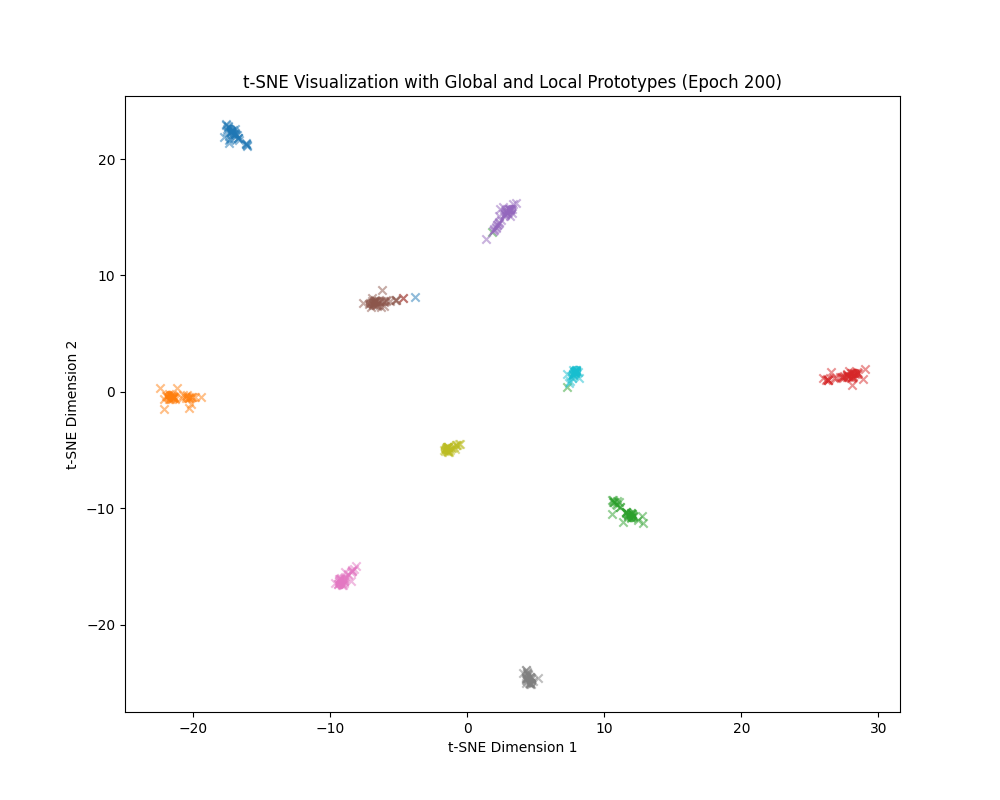 t-SNE Visualization with Global and Local Prototypes (Epoch 200)
t-SNE Dimension 2
20
10
0
−10
−20
−20 −10 0 10 20 30
t-SNE Dimension 1